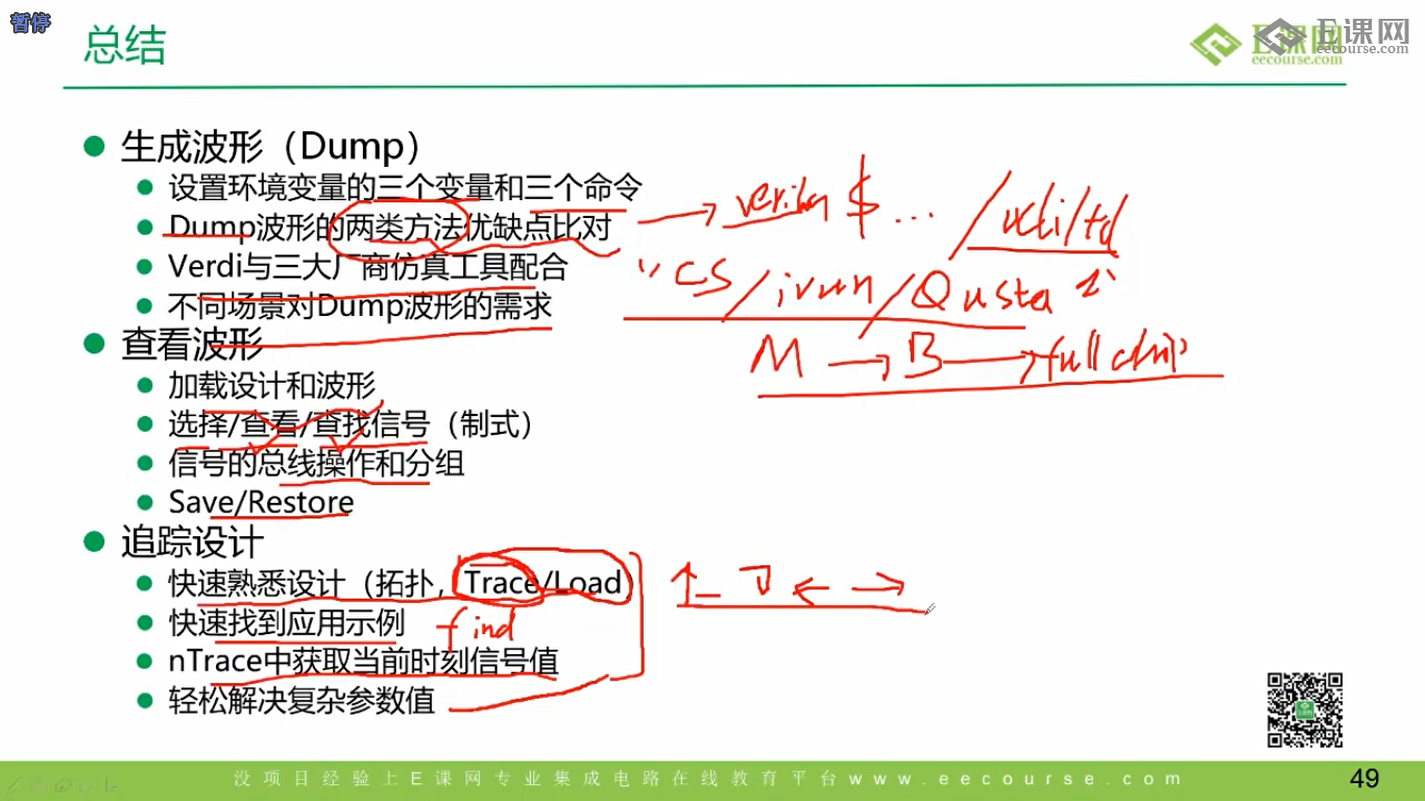 暂停
总结
E课网
eecourse.com
生成波形（Dump）
设置环境变量的三个变量和三个命令
Dump波形的两类方法优缺点比对
Verdi与三大厂商仿真工具配合
不同场景对Dump波形的需求
查看波形
加载设计和波形
选择/查看/查找信号（制式）
信号的总线操作和分组
Save/Restore
追踪设计
快速熟悉设计（拓扑，Trace/Load）
快速找到应用示例
nTrace中获取当前时刻信号值
轻松解决复杂参数值
$ ...
M → B → full chip
find
没项目经验上E课网专业集成电路在线教育平台www.eecourse.com
49